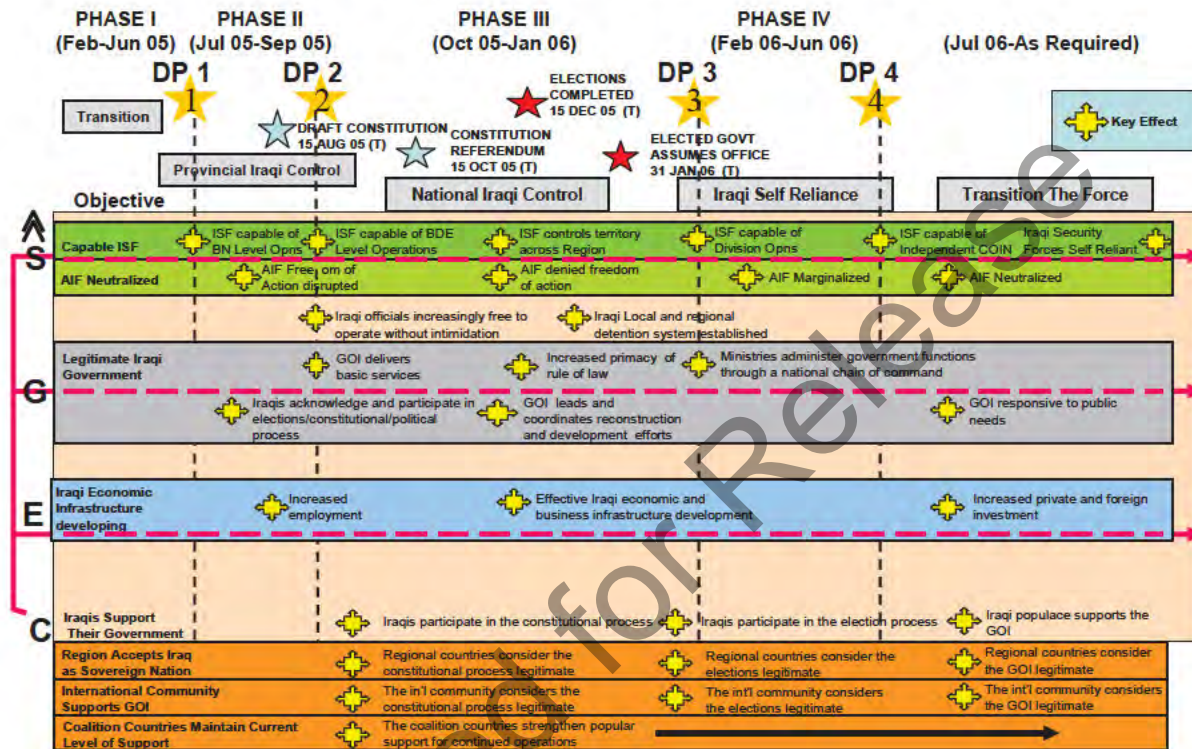 PHASE I
(Feb-Jun 05)
PHASE II
(Jul 05-Sep 05)
PHASE III
(Oct 05-Jan 06)
PHASE IV
(Feb 06-Jun 06)
(Jul 06-As Required)
DP 1
DP 2
DP 3
DP 4
1
2
3
4
ELECTIONS
COMPLETED
15 DEC 05 (T)
Transition
DRAFT CONSTITUTION
15 AUG 05 (T)
CONSTITUTION
REFERENDUM
15 OCT 05 (T)
ELECTED GOVT
ASSUMES OFFICE
31 JAN 06 (T)
Key Effect
Provincial Iraqi Control
National Iraqi Control
Iraqi Self Reliance
Transition The Force
Objective
S
Capable ISF
ISF capable of
BN Level Opns
ISF capable of BDE
Level Operations
ISF controls territory
across Region
ISF capable of
Division Opns
ISF capable of
Independent COIN
Iraqi Security
Forces Self Reliant
AIF Neutralized
AIF Freedom of
Action disrupted
AIF denied freedom
of action
AIF Marginalized
AIF Neutralized
Iraqi officials increasingly free to
operate without intimidation
Iraqi Local and regional
detention system established
G
Legitimate Iraqi
Government
GOI delivers
basic services
Increased primacy of
rule of law
Ministries administer government functions
through a national chain of command
Iraqis acknowledge and participate in
elections/constitutional/political
process
GOI leads and
coordinates reconstruction
and development efforts
GOI responsive to public
needs
E
Iraqi Economic
Infrastructure
developing
Increased
employment
Effective Iraqi economic and
business infrastructure development
Increased private and foreign
investment
C
Iraqis Support
Their Government
Iraqis participate in the constitutional process
Iraqis participate in the election process
Iraqi populace supports the
GOI
Region Accepts Iraq
as Sovereign Nation
Regional countries consider the
constitutional process legitimate
Regional countries consider the
elections legitimate
Regional countries consider
the GOI legitimate
International Community
Supports GOI
The in'l community considers the
constitutional process legitimate
The int'l community considers
the elections legitimate
The int'l community considers
the GOI legitimate
Coalition Countries Maintain Current
Level of Support
The coalition countries strengthen popular
support for continued operations
for Release